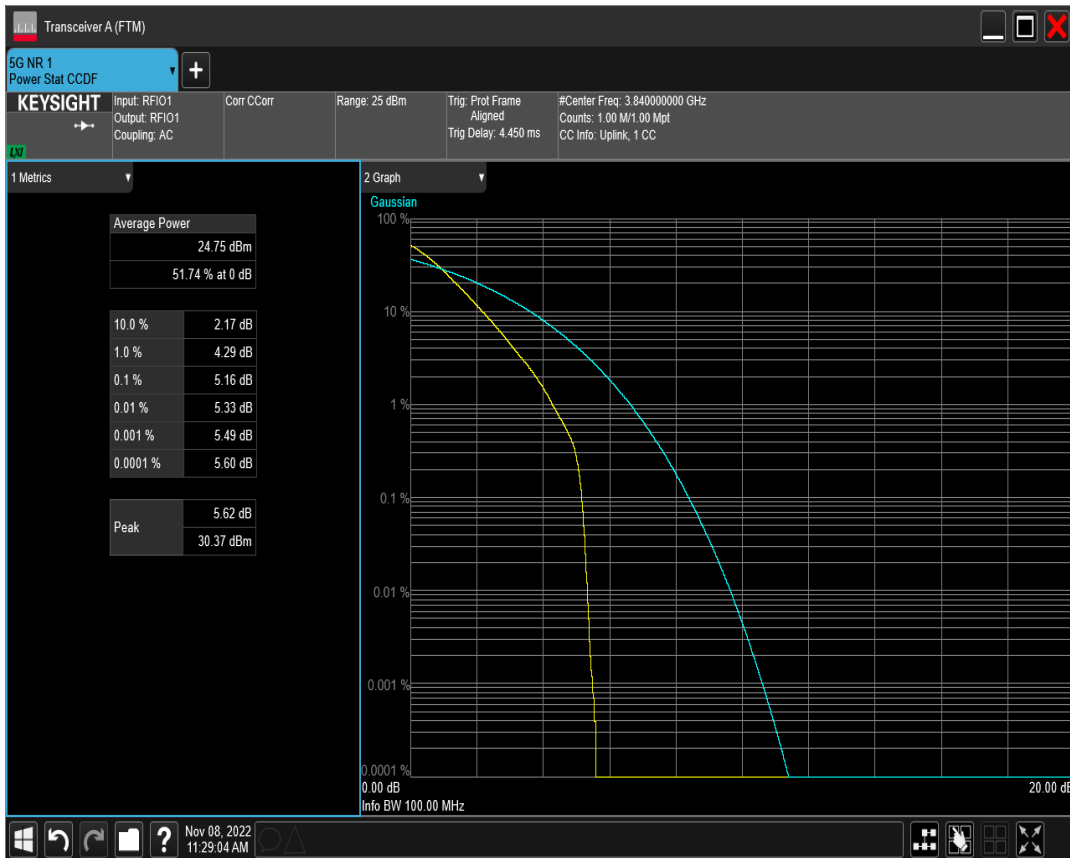 Transceiver A (FTM)
5G NR 1
Power Stat CCDF
+
KEYSIGHT
LXI
Input: RFIO1
Output: RFIO1
Coupling: AC
Corr CCorr
Range: 25 dBm
Trig: Prot Frame
Aligned
Trig Delay: 4.450 ms
#Center Freq: 3.840000000 GHz
Counts: 1.00 M/1.00 Mpt
CC Info: Uplink, 1 CC
1 Metrics
Average Power
24.75 dBm
51.74 % at 0 dB
10.0 % 2.17 dB
1.0 % 4.29 dB
0.1 % 5.16 dB
0.01 % 5.33 dB
0.001 % 5.49 dB
0.0001 % 5.60 dB
Peak 5.62 dB
30.37 dBm
2 Graph
Gaussian
100 %
10 %
1 %
0.1 %
0.01 %
0.001 %
0.0001 %
0.00 dB 20.00 dB
Info BW 100.00 MHz
?
Nov 08, 2022
11:29:04 AM